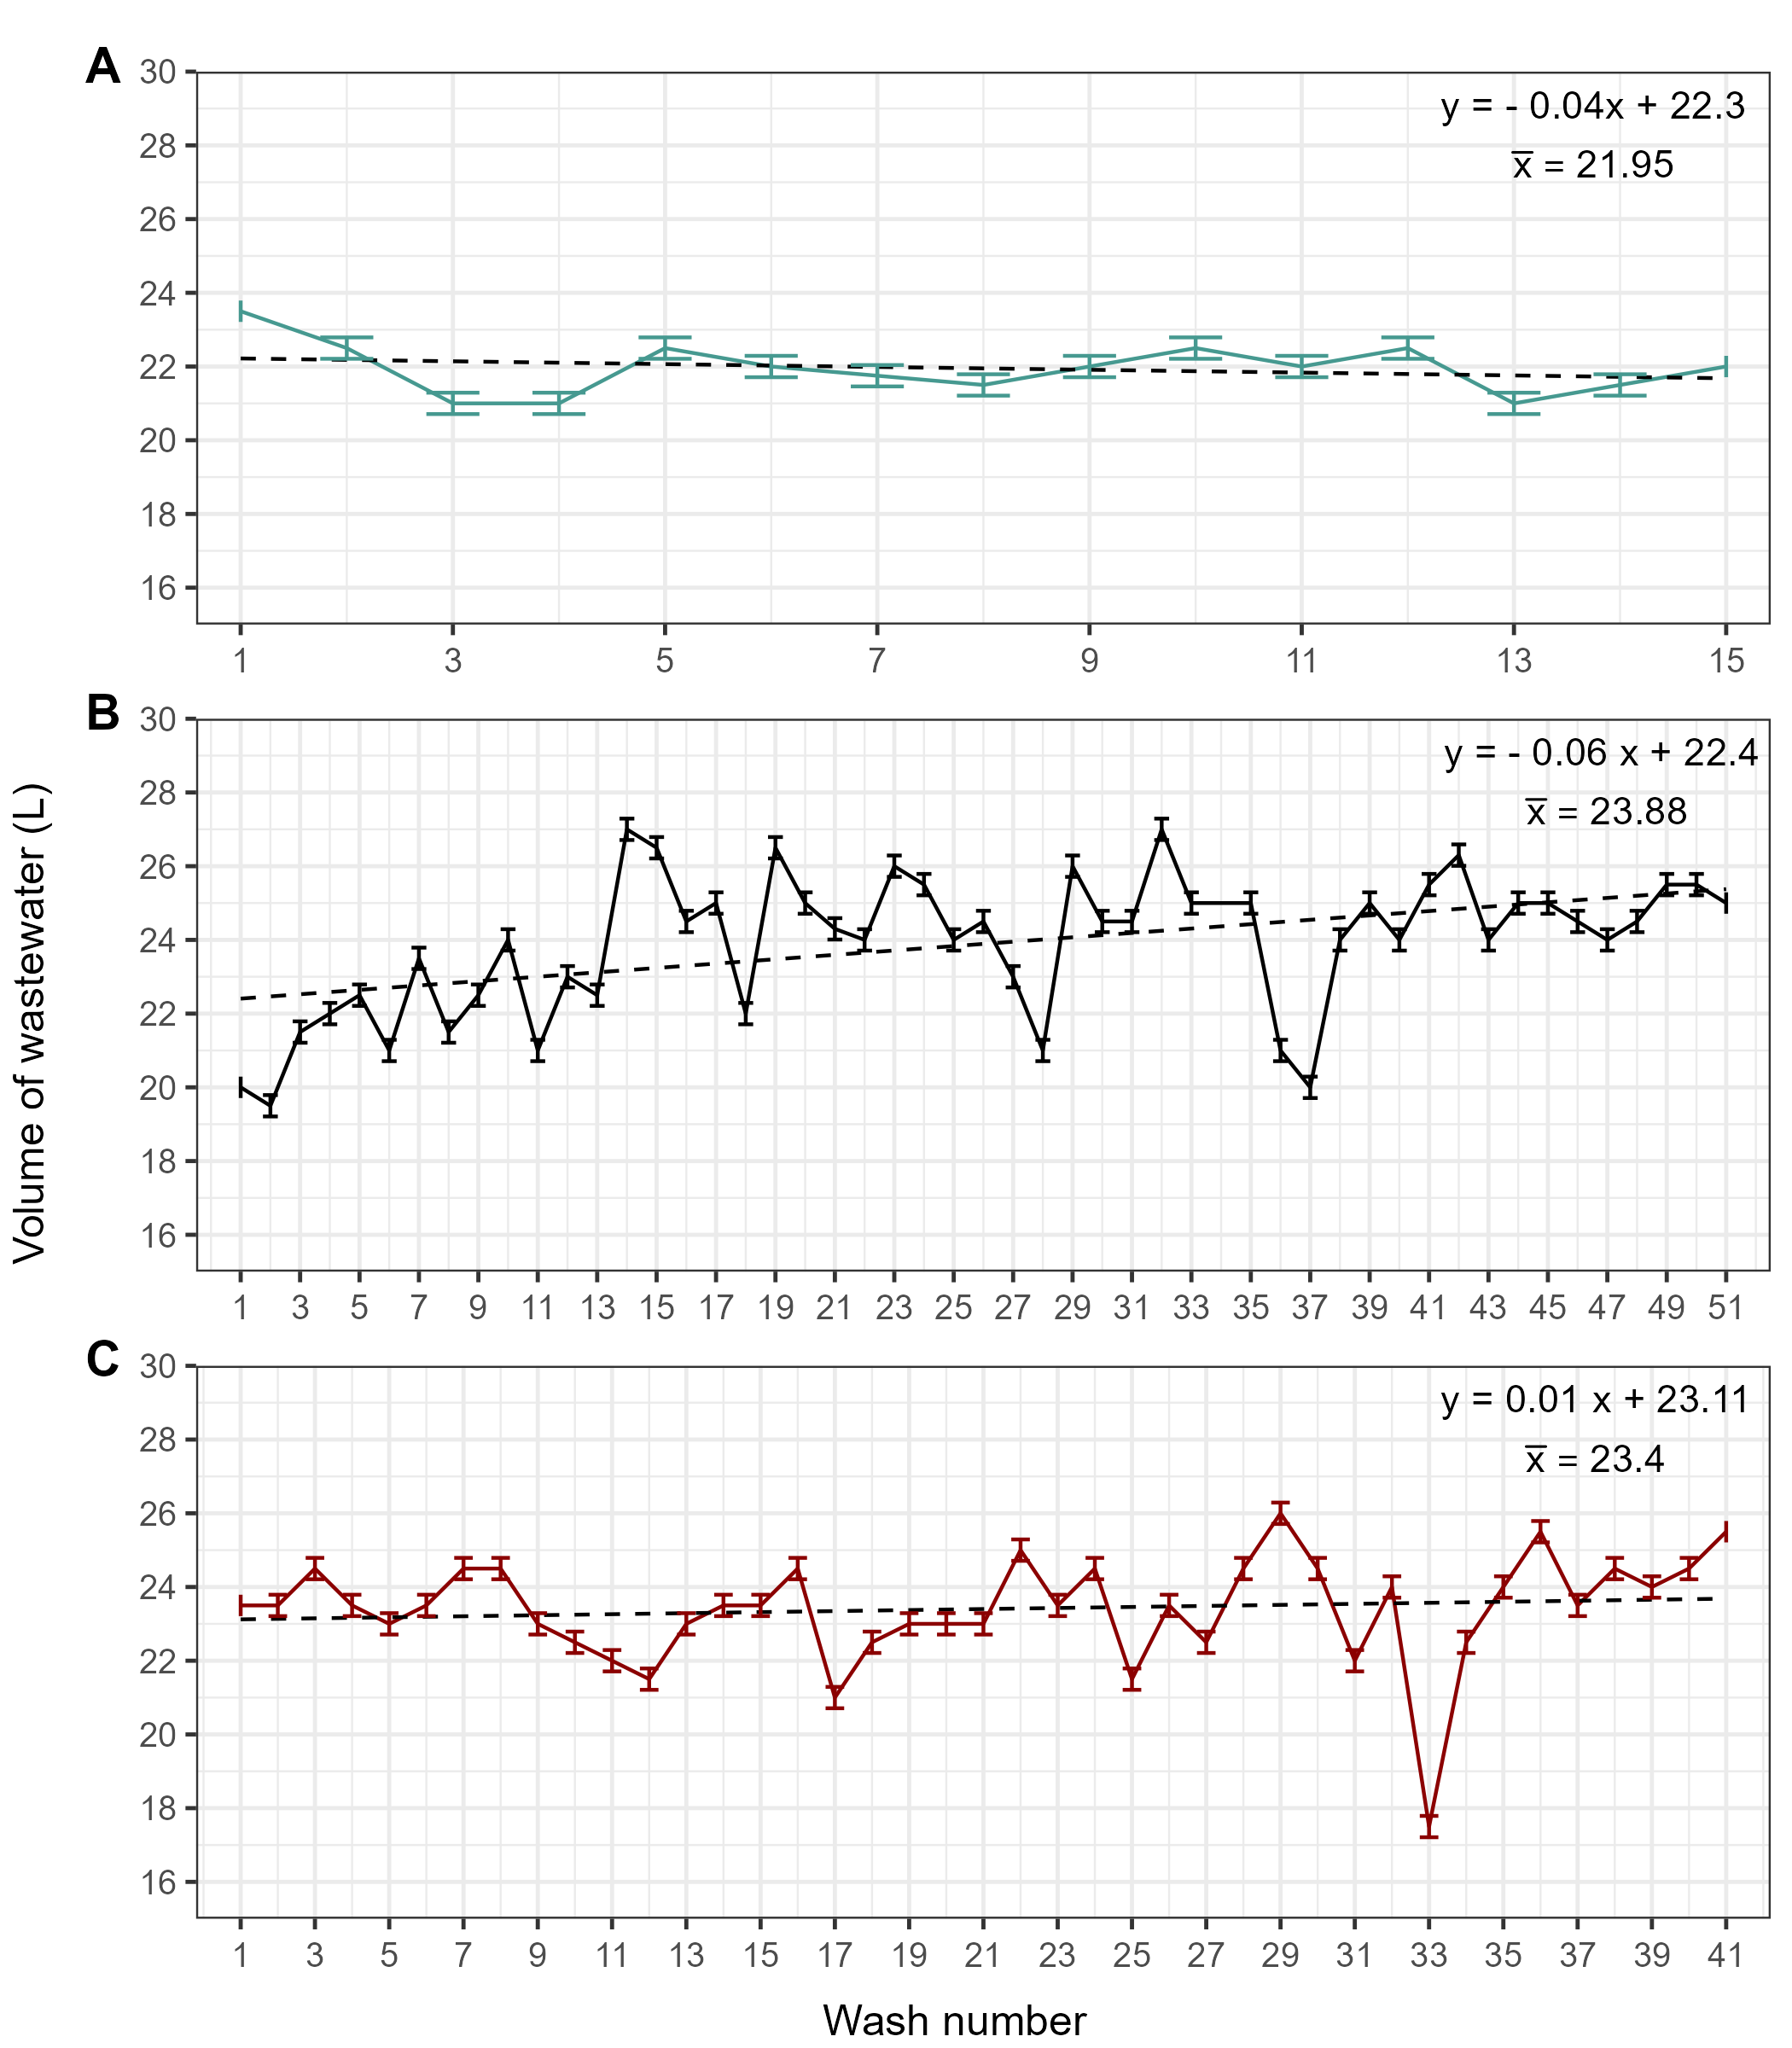 A
30
28
26
24
22
20
18
16
y = - 0.04x + 22.3
x̅ = 21.95
1 3 5 7 9 11 13 15
B
30
28
26
24
22
20
18
16
y = - 0.06 x + 22.4
x̅ = 23.88
1 3 5 7 9 11 13 15 17 19 21 23 25 27 29 31 33 35 37 39 41 43 45 47 49 51
Volume of wastewater (L)
C
30
28
26
24
22
20
18
16
y = 0.01 x + 23.11
x̅ = 23.4
1 3 5 7 9 11 13 15 17 19 21 23 25 27 29 31 33 35 37 39 41
Wash number